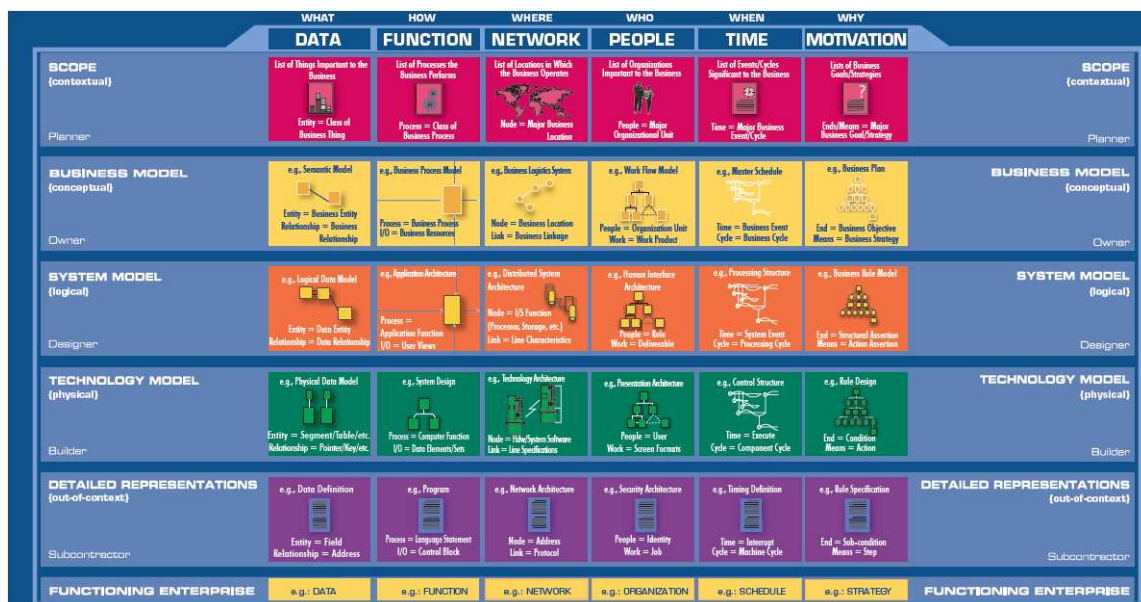 WHAT HOW WHERE WHO WHEN WHY
DATA FUNCTION NETWORK PEOPLE TIME MOTIVATION
SCOPE
{contextual}
Planner
List of Things Important to the
Business
Entity = Class of
Business Thing
List of Processes the
Business Performs
Process = Class of
Business Process
List of Locations in Which
the Business Operates
Node = Major Business
Location
List of Organizations
Important to the Business
People = Major
Organizational Unit
List of Events/Cycles
Significant to the Business
Time = Major Business
Event/Cycle
Lists of Business
Goals/Strategies
?
Ends/Means = Major
Business Goal/Strategy
SCOPE
{contextual}
Planner
BUSINESS MODEL
{conceptual}
Owner
e.g., Semantic Model
Entity = Business Entity
Relationship = Business
Relationship
e.g., Business Process Model
Process = Business Process
I/O = Business Resources
e.g., Business Logistics System
Node = Business Location
Link = Business Linkage
e.g., Work Flow Model
People = Organization Unit
Work = Work Product
e.g., Master Schedule
Time = Business Event
Cycle = Business Cycle
e.g., Business Plan
End = Business Objective
Means = Business Strategy
BUSINESS MODEL
{conceptual}
Owner
SYSTEM MODEL
{logical}
Designer
e.g., Logical Data Model
Entity = Data Entity
Relationship = Data Relationship
e.g., Application Architecture
Process =
Application Function
I/O = User Views
e.g., Distributed System
Architecture
Node = I/S Function
(Processor, Storage, etc.)
Link = Line Characteristics
e.g., Human Interface
Architecture
People = Role
Work = Deliverable
e.g., Processing Structure
Time = System Event
Cycle = Processing Cycle
e.g., Business Rule Model
End = Structural Assertion
Means = Action Assertion
SYSTEM MODEL
{logical}
Designer
TECHNOLOGY MODEL
{physical}
Builder
e.g., Physical Data Model
Entity = Segment/Table/etc.
Relationship = Pointer/Key/etc.
e.g., System Design
Process = Computer Function
I/O = Data Elements/Sets
e.g., Technology Architecture
Node = Hdw/System Software
Link = Line Specifications
e.g., Presentation Architecture
People = User
Work = Screen Formats
e.g., Control Structure
Time = Execute
Cycle = Component Cycle
e.g., Rule Design
End = Condition
Means = Action
TECHNOLOGY MODEL
{physical}
Builder
DETAILED REPRESENTATIONS
{out-of-context}
Subcontractor
e.g., Data Definition
Entity = Field
Relationship = Address
e.g., Program
Process = Language Statement
I/O = Control Block
e.g., Network Architecture
Node = Address
Link = Protocol
e.g., Security Architecture
People = Identity
Work = Job
e.g., Timing Definition
Time = Interrupt
Cycle = Machine Cycle
e.g., Rule Specification
End = Sub-condition
Means = Step
DETAILED REPRESENTATIONS
{out-of-context}
Subcontractor
FUNCTIONING ENTERPRISE
e.g.: DATA
e.g.: FUNCTION
e.g.: NETWORK
e.g.: ORGANIZATION
e.g.: SCHEDULE
e.g.: STRATEGY
FUNCTIONING ENTERPRISE